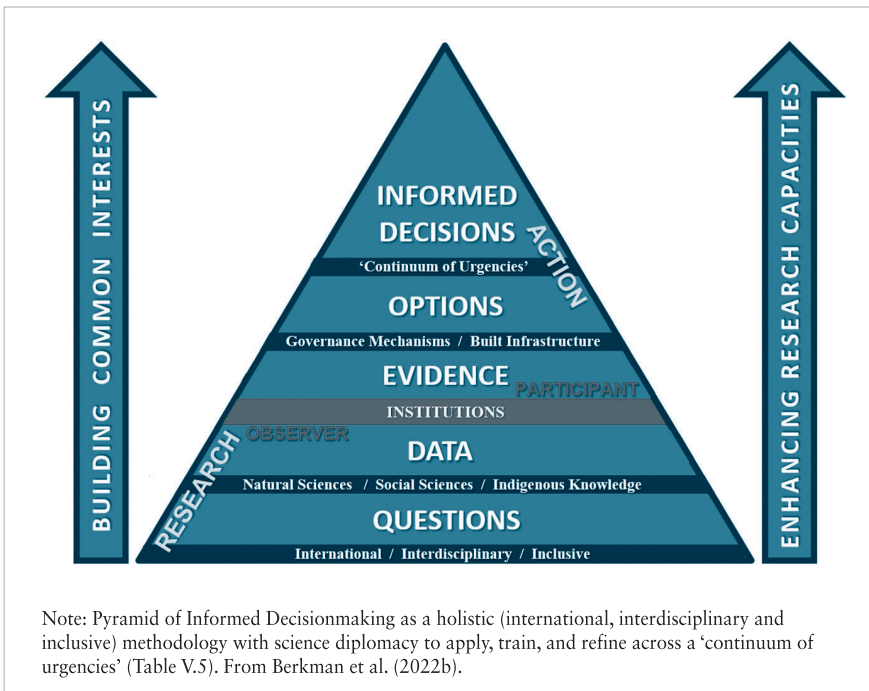 BUILDING COMMON INTERESTS
INFORMED
DECISIONS
ACTION
'Continuum of Urgencies'
OPTIONS
Governance Mechanisms / Built Infrastructure
EVIDENCE
PARTICIPANT
INSTITUTIONS
OBSERVER
DATA
RESEARCH
Natural Sciences / Social Sciences / Indigenous Knowledge
QUESTIONS
International / Interdisciplinary / Inclusive
ENHANCING RESEARCH CAPACITIES
Note: Pyramid of Informed Decisionmaking as a holistic (international, interdisciplinary and
inclusive) methodology with science diplomacy to apply, train, and refine across a ‘continuum of
urgencies’ (Table V.5). From Berkman et al. (2022b).